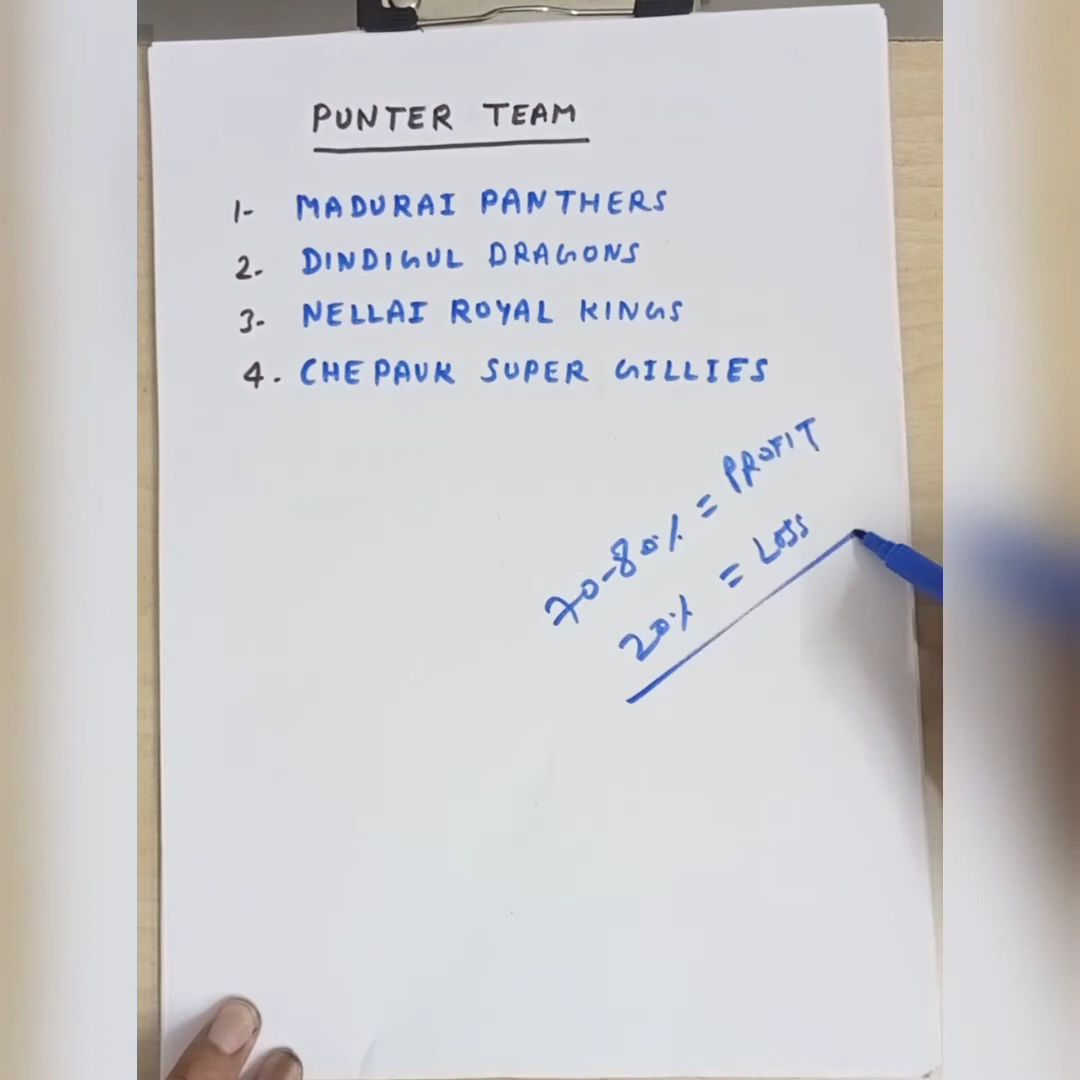 PUNTER TEAM
1- MADURAI PANTHERS
2. DINDIGUL DRAGONS
3- NELLAI ROYAL KINGS
4. CHEPAUK SUPER GILLIES
70-80% = PROFIT
20% = LOSS